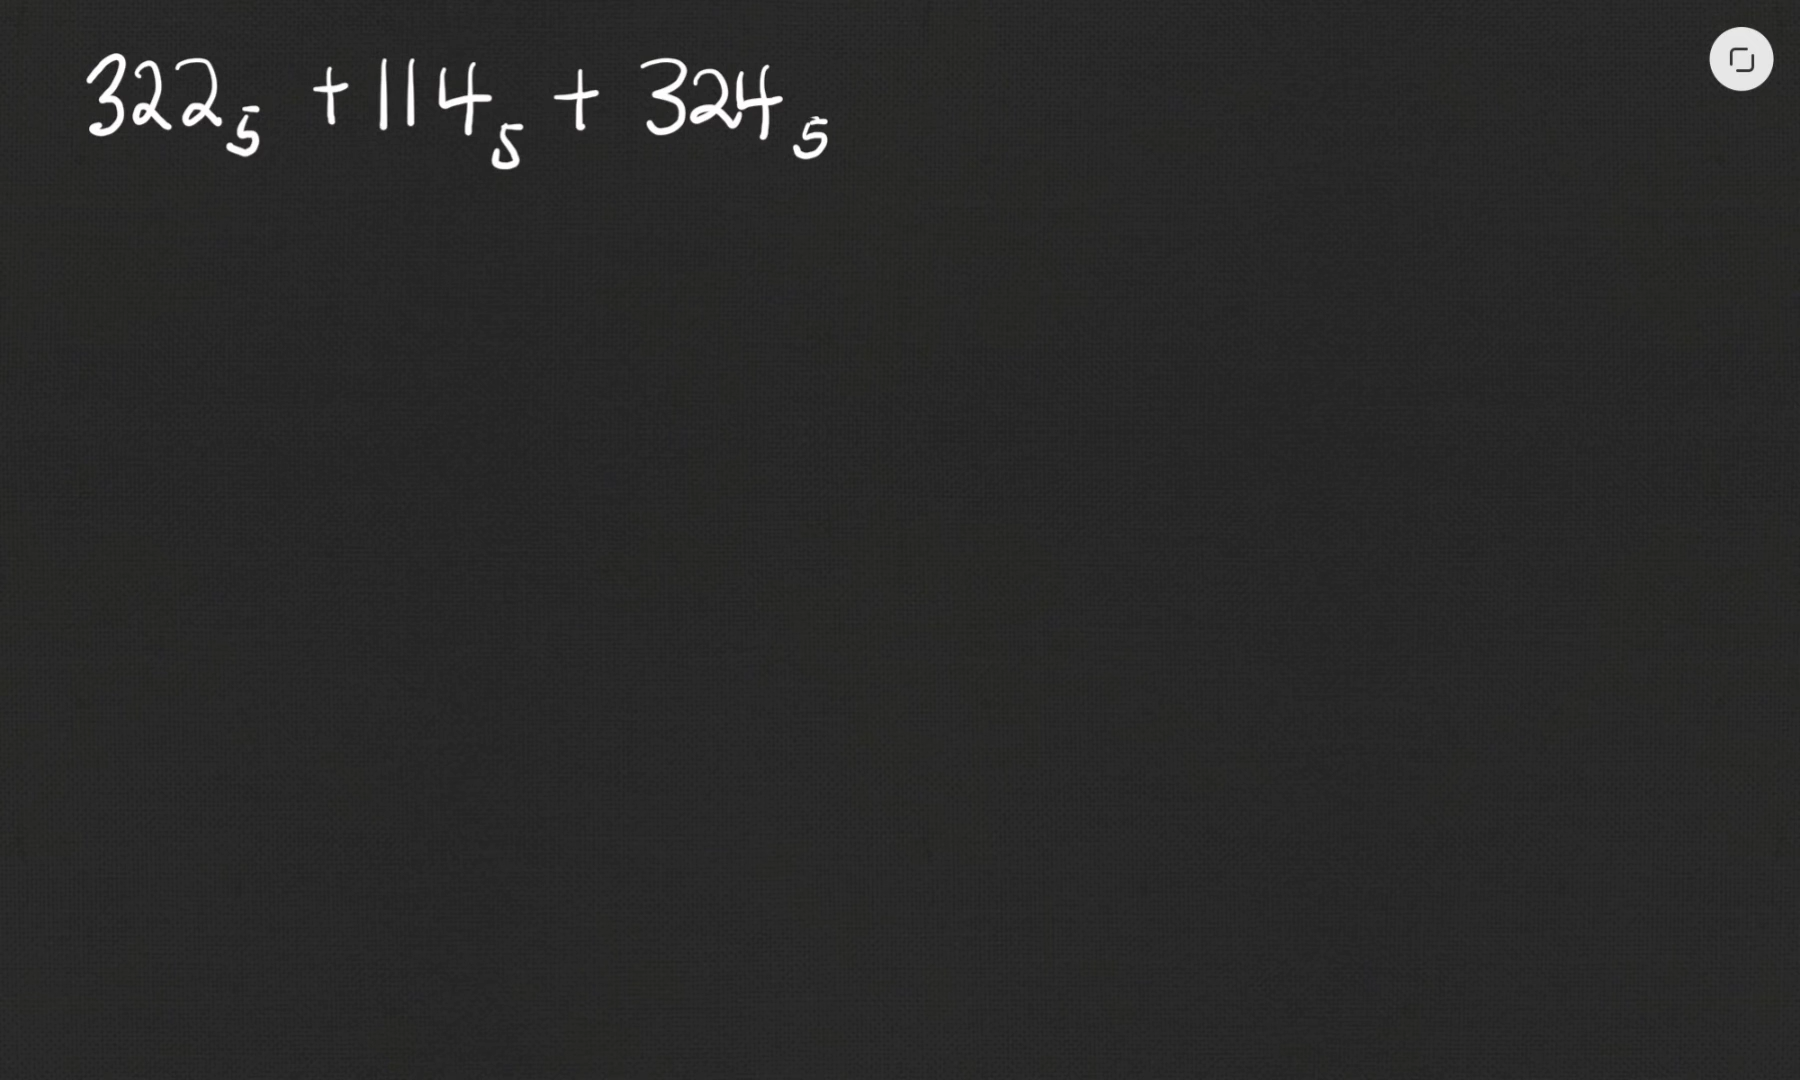 322₅ + 114₅ + 324₅